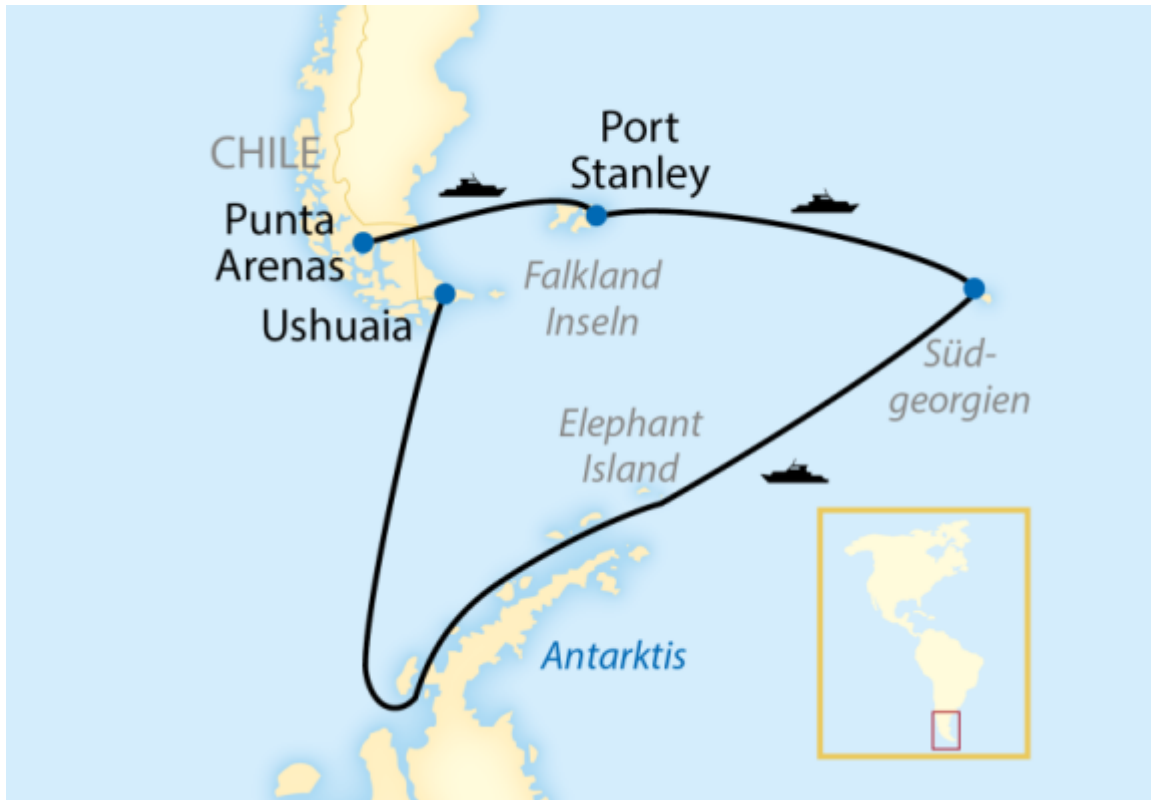 CHILE
Port
Stanley
Punta
Arenas
Falkland
Inseln
Ushuaia
Süd-
georgien
Elephant
Island
Antarktis